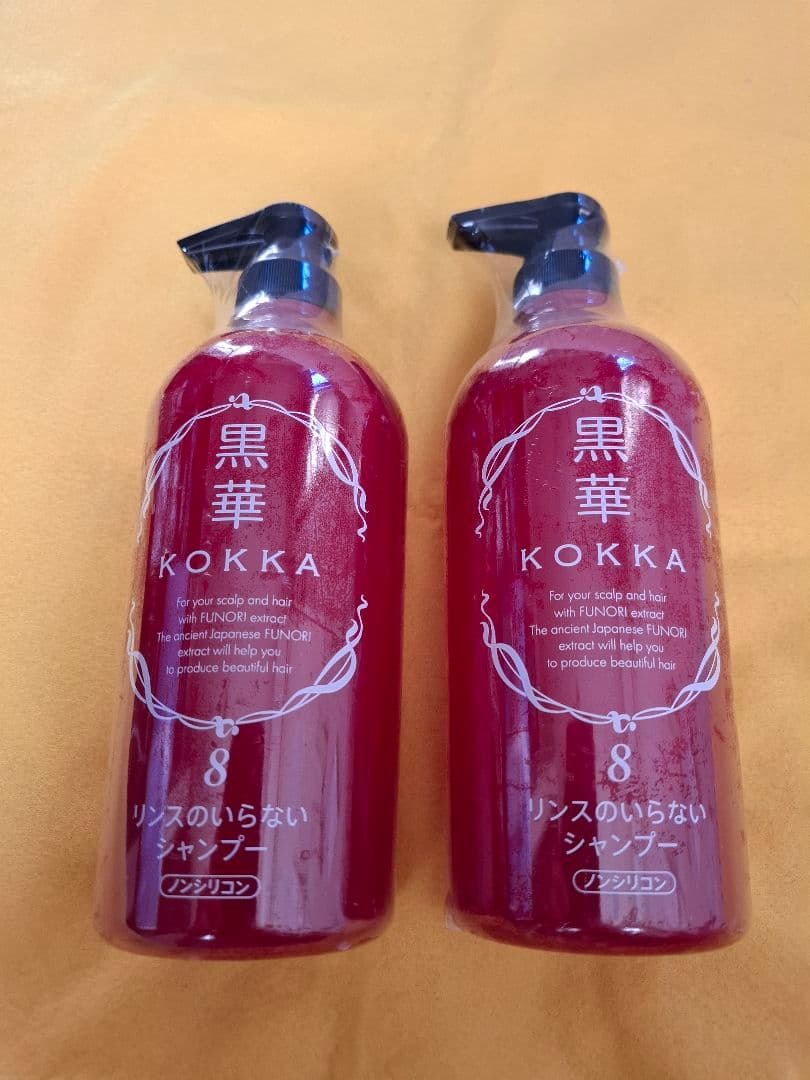 黒
華
KOKKA
For your scalp and hair
with FUNORI extract
The ancient Japanese FUNORI
extract will help you
to produce beautiful hair
8
リンスのいらない
シャンプー
ノンシリコン
黒
華
KOKKA
For your scalp and hair
with FUNORI extract
The ancient Japanese FUNORI
extract will help you
to produce beautiful hair
8
リンスのいらない
シャンプー
ノンシリコン